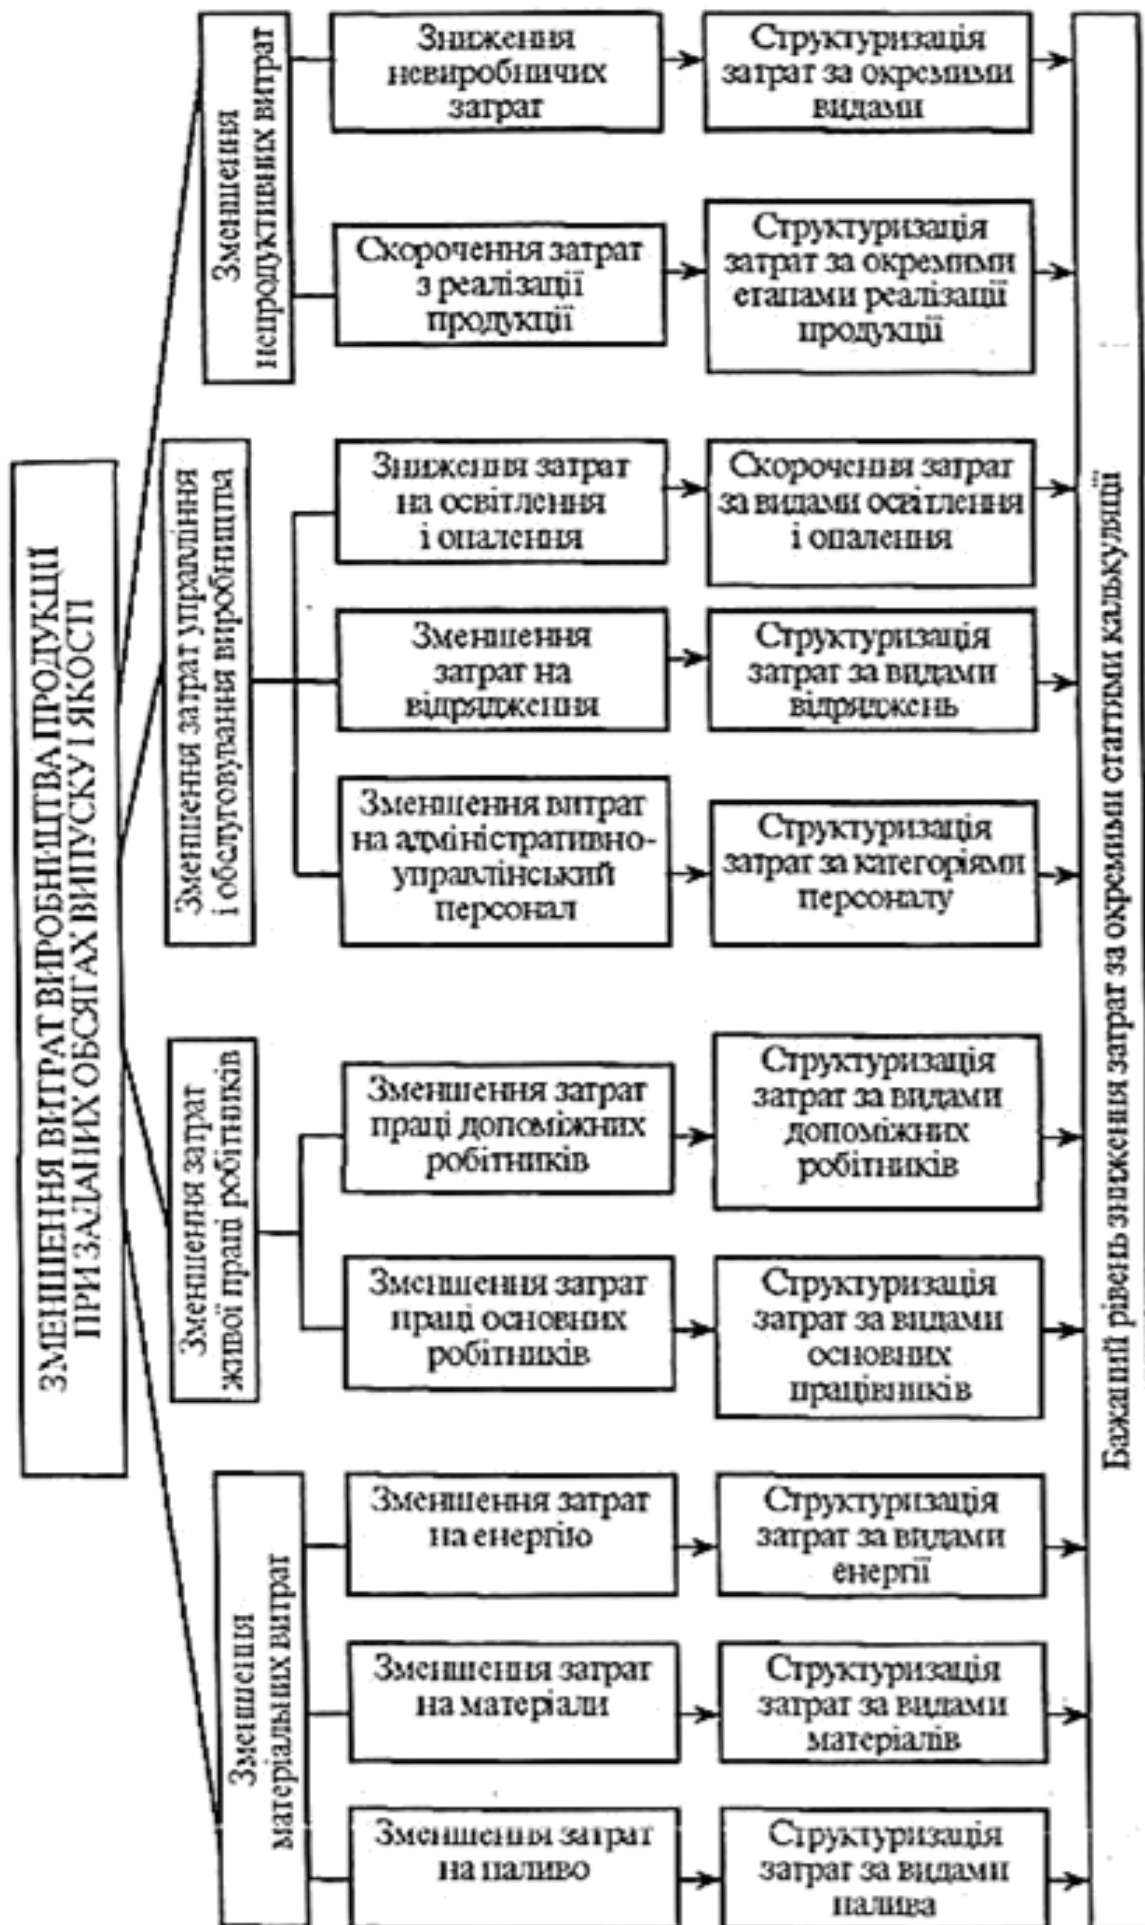 ЗМЕНШЕННЯ ВИТРАТ ВИРОБНИЦТВА ПРОДУКЦІЇ
ПРИ ЗАДАНИХ ОБСЯГАХ ВИПУСКУ І ЯКОСТІ
Зменшення
непродуктивних витрат
Зниження
невиробничих
затрат
Структуризація
затрат за окремими
видами
Скорочення затрат
з реалізації
продукції
Структуризація
затрат за окремими
етапами реалізації
продукції
Зменшення затрат управління
і обслуговування виробництва
Зниження затрат
на освітлення
і опалення
Скорочення затрат
за видами освітлення
і опалення
Зменшення
затрат на
відрядження
Структуризація
затрат за видами
відряджень
Зменшення витрат
на адміністративно-
управлінський
персонал
Структуризація
затрат за категоріями
персоналу
Зменшення затрат
живої праці робітників
Зменшення затрат
праці допоміжних
робітників
Структуризація
затрат за видами
допоміжних
робітників
Зменшення затрат
праці основних
робітників
Структуризація
затрат за видами
основних
працівників
Зменшення
матеріальних витрат
Зменшення затрат
на енергію
Структуризація
затрат за видами
енергії
Зменшення затрат
на матеріали
Структуризація
затрат за видами
матеріалів
Зменшення затрат
на паливо
Структуризація
затрат за видами
палива
Бажаний рівень зниження затрат за окремими статтями калькуляції